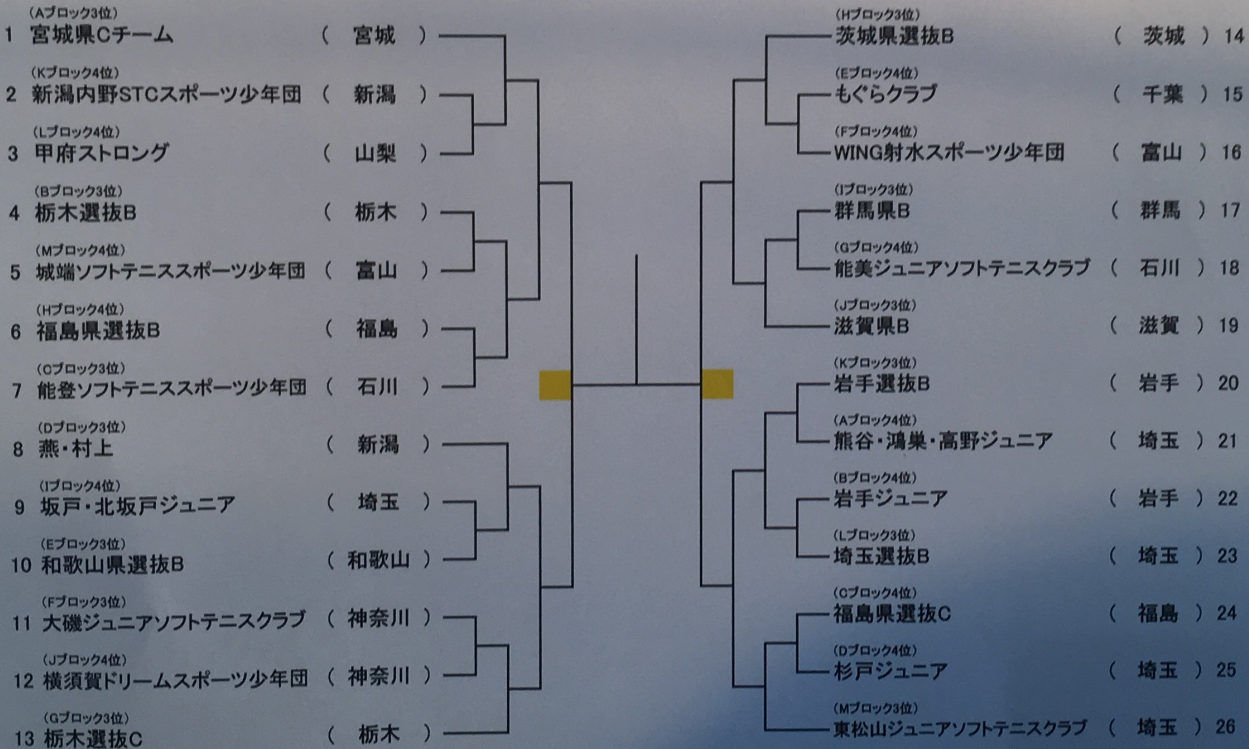 (Aブロック3位)
1 宮城県Cチーム ( 宮城 )
(Kブロック4位)
2 新潟内野STCスポーツ少年団 ( 新潟 )
(Lブロック4位)
3 甲府ストロング ( 山梨 )
(Bブロック3位)
4 栃木選抜B ( 栃木 )
(Mブロック4位)
5 城端ソフトテニススポーツ少年団 ( 富山 )
(Hブロック4位)
6 福島県選抜B ( 福島 )
(Cブロック3位)
7 能登ソフトテニススポーツ少年団 ( 石川 )
(Dブロック3位)
8 燕・村上 ( 新潟 )
(Iブロック4位)
9 坂戸・北坂戸ジュニア ( 埼玉 )
(Eブロック3位)
10 和歌山県選抜B ( 和歌山 )
(Fブロック3位)
11 大磯ジュニアソフトテニスクラブ ( 神奈川 )
(Jブロック4位)
12 横須賀ドリームスポーツ少年団 ( 神奈川 )
(Gブロック3位)
13 栃木選抜C ( 栃木 )
(Hブロック3位)
茨城県選抜B ( 茨城 ) 14
(Eブロック4位)
もぐらクラブ ( 千葉 ) 15
(Fブロック4位)
WING射水スポーツ少年団 ( 富山 ) 16
(Iブロック3位)
群馬県B ( 群馬 ) 17
(Gブロック4位)
能美ジュニアソフトテニスクラブ ( 石川 ) 18
(Jブロック3位)
滋賀県B ( 滋賀 ) 19
(Kブロック3位)
岩手選抜B ( 岩手 ) 20
(Aブロック4位)
熊谷・鴻巣・高野ジュニア ( 埼玉 ) 21
(Bブロック4位)
岩手ジュニア ( 岩手 ) 22
(Lブロック3位)
埼玉選抜B ( 埼玉 ) 23
(Cブロック4位)
福島県選抜C ( 福島 ) 24
(Dブロック4位)
杉戸ジュニア ( 埼玉 ) 25
(Mブロック3位)
東松山ジュニアソフトテニスクラブ ( 埼玉 ) 26